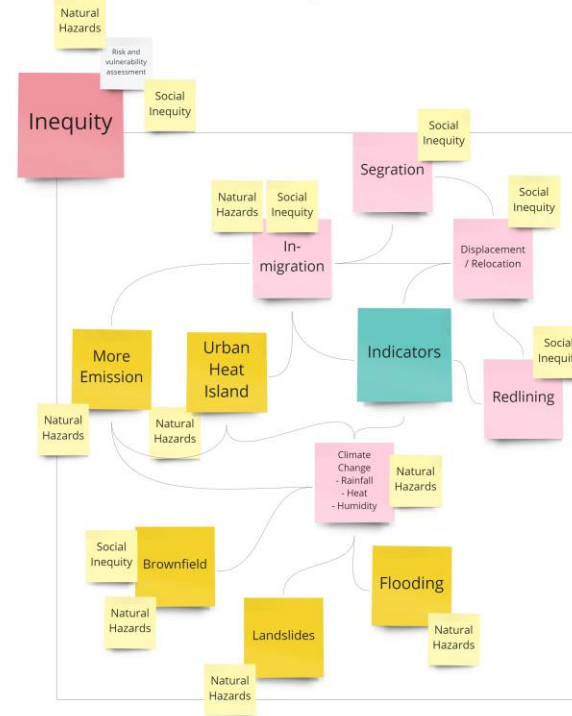 Natural
Hazards
Risk and
vulnerability
assessment
Social
Inequity
Inequity
Social
Inequity
Segration
Natural
Hazards
Social
Inequity
In-
migration
Social
Inequity
Displacement
/ Relocation
More
Emission
Urban
Heat
Island
Indicators
Social
Inequit
Redlining
Natural
Hazards
Natural
Hazards
Climate
Change
- Rainfall
- Heat
- Humidity
Natural
Hazards
Social
Inequity
Brownfield
Natural
Hazards
Flooding
Natural
Hazards
Landslides
Natural
Hazards